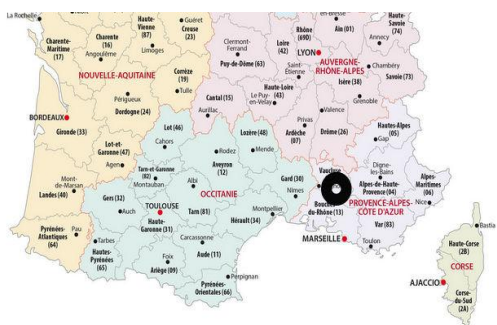 La Rochelle
Charente-
Maritime
(17)
Charente
(16)
Angoulême
Haute-
Vienne
(87)
Limoges
Guéret
Creuse
(23)
NOUVELLE-AQUITAINE
Corrèze
(19)
Tulle
Périgueux
Dordogne (24)
BORDEAUX
Gironde (33)
Lot-et-
Garonne (47)
Agen
Landes (40)
Mont-
de-Marsan
Pyrénées-
Atlantiques
(64)
Pau
Clermont-
Ferrand
Puy-de-Dôme (63)
Loire
(42)
Rhône
(69D)
en-Bresse
Ain (01)
Haute-
Savoie
(74)
Annecy
LYON
AUVERGNE-
RHÔNE-ALPES
Chambéry
Savoie (73)
Saint-
Étienne
Isère (38)
Grenoble
Cantal (15)
Aurillac
Haute-Loire
(43)
Le Puy-
en-Velay
Privas
Ardèche
(07)
Valence
Drôme (26)
Lot (46)
Cahors
Lozère (48)
Mende
Rodez
Aveyron
(12)
Tarn-et-Garonne
(82)
Montauban
Albi
OCCITANIE
Gard (30)
Nîmes
Gers (32)
Auch
TOULOUSE
Haute-
Garonne (31)
Tarn (81)
Montpellier
Hérault (34)
Tarbes
Hautes-
Pyrénées
(65)
Foix
Ariège (09)
Carcassonne
Aude (11)
Perpignan
Pyrénées-
Orientales (66)
Hautes-Alpes
(05)
Gap
Vaucluse
Digne-
les-Bains
Alpes-de-Haute-
Provence (04)
Alpes-
Maritimes
(06)
Nice
Bouches-
du-Rhône (13)
PROVENCE-ALPES-
CÔTE D'AZUR
Var (83)
MARSEILLE
Toulon
Bastia
Haute-Corse
(2B)
CORSE
AJACCIO
Corse-
du-Sud
(2A)